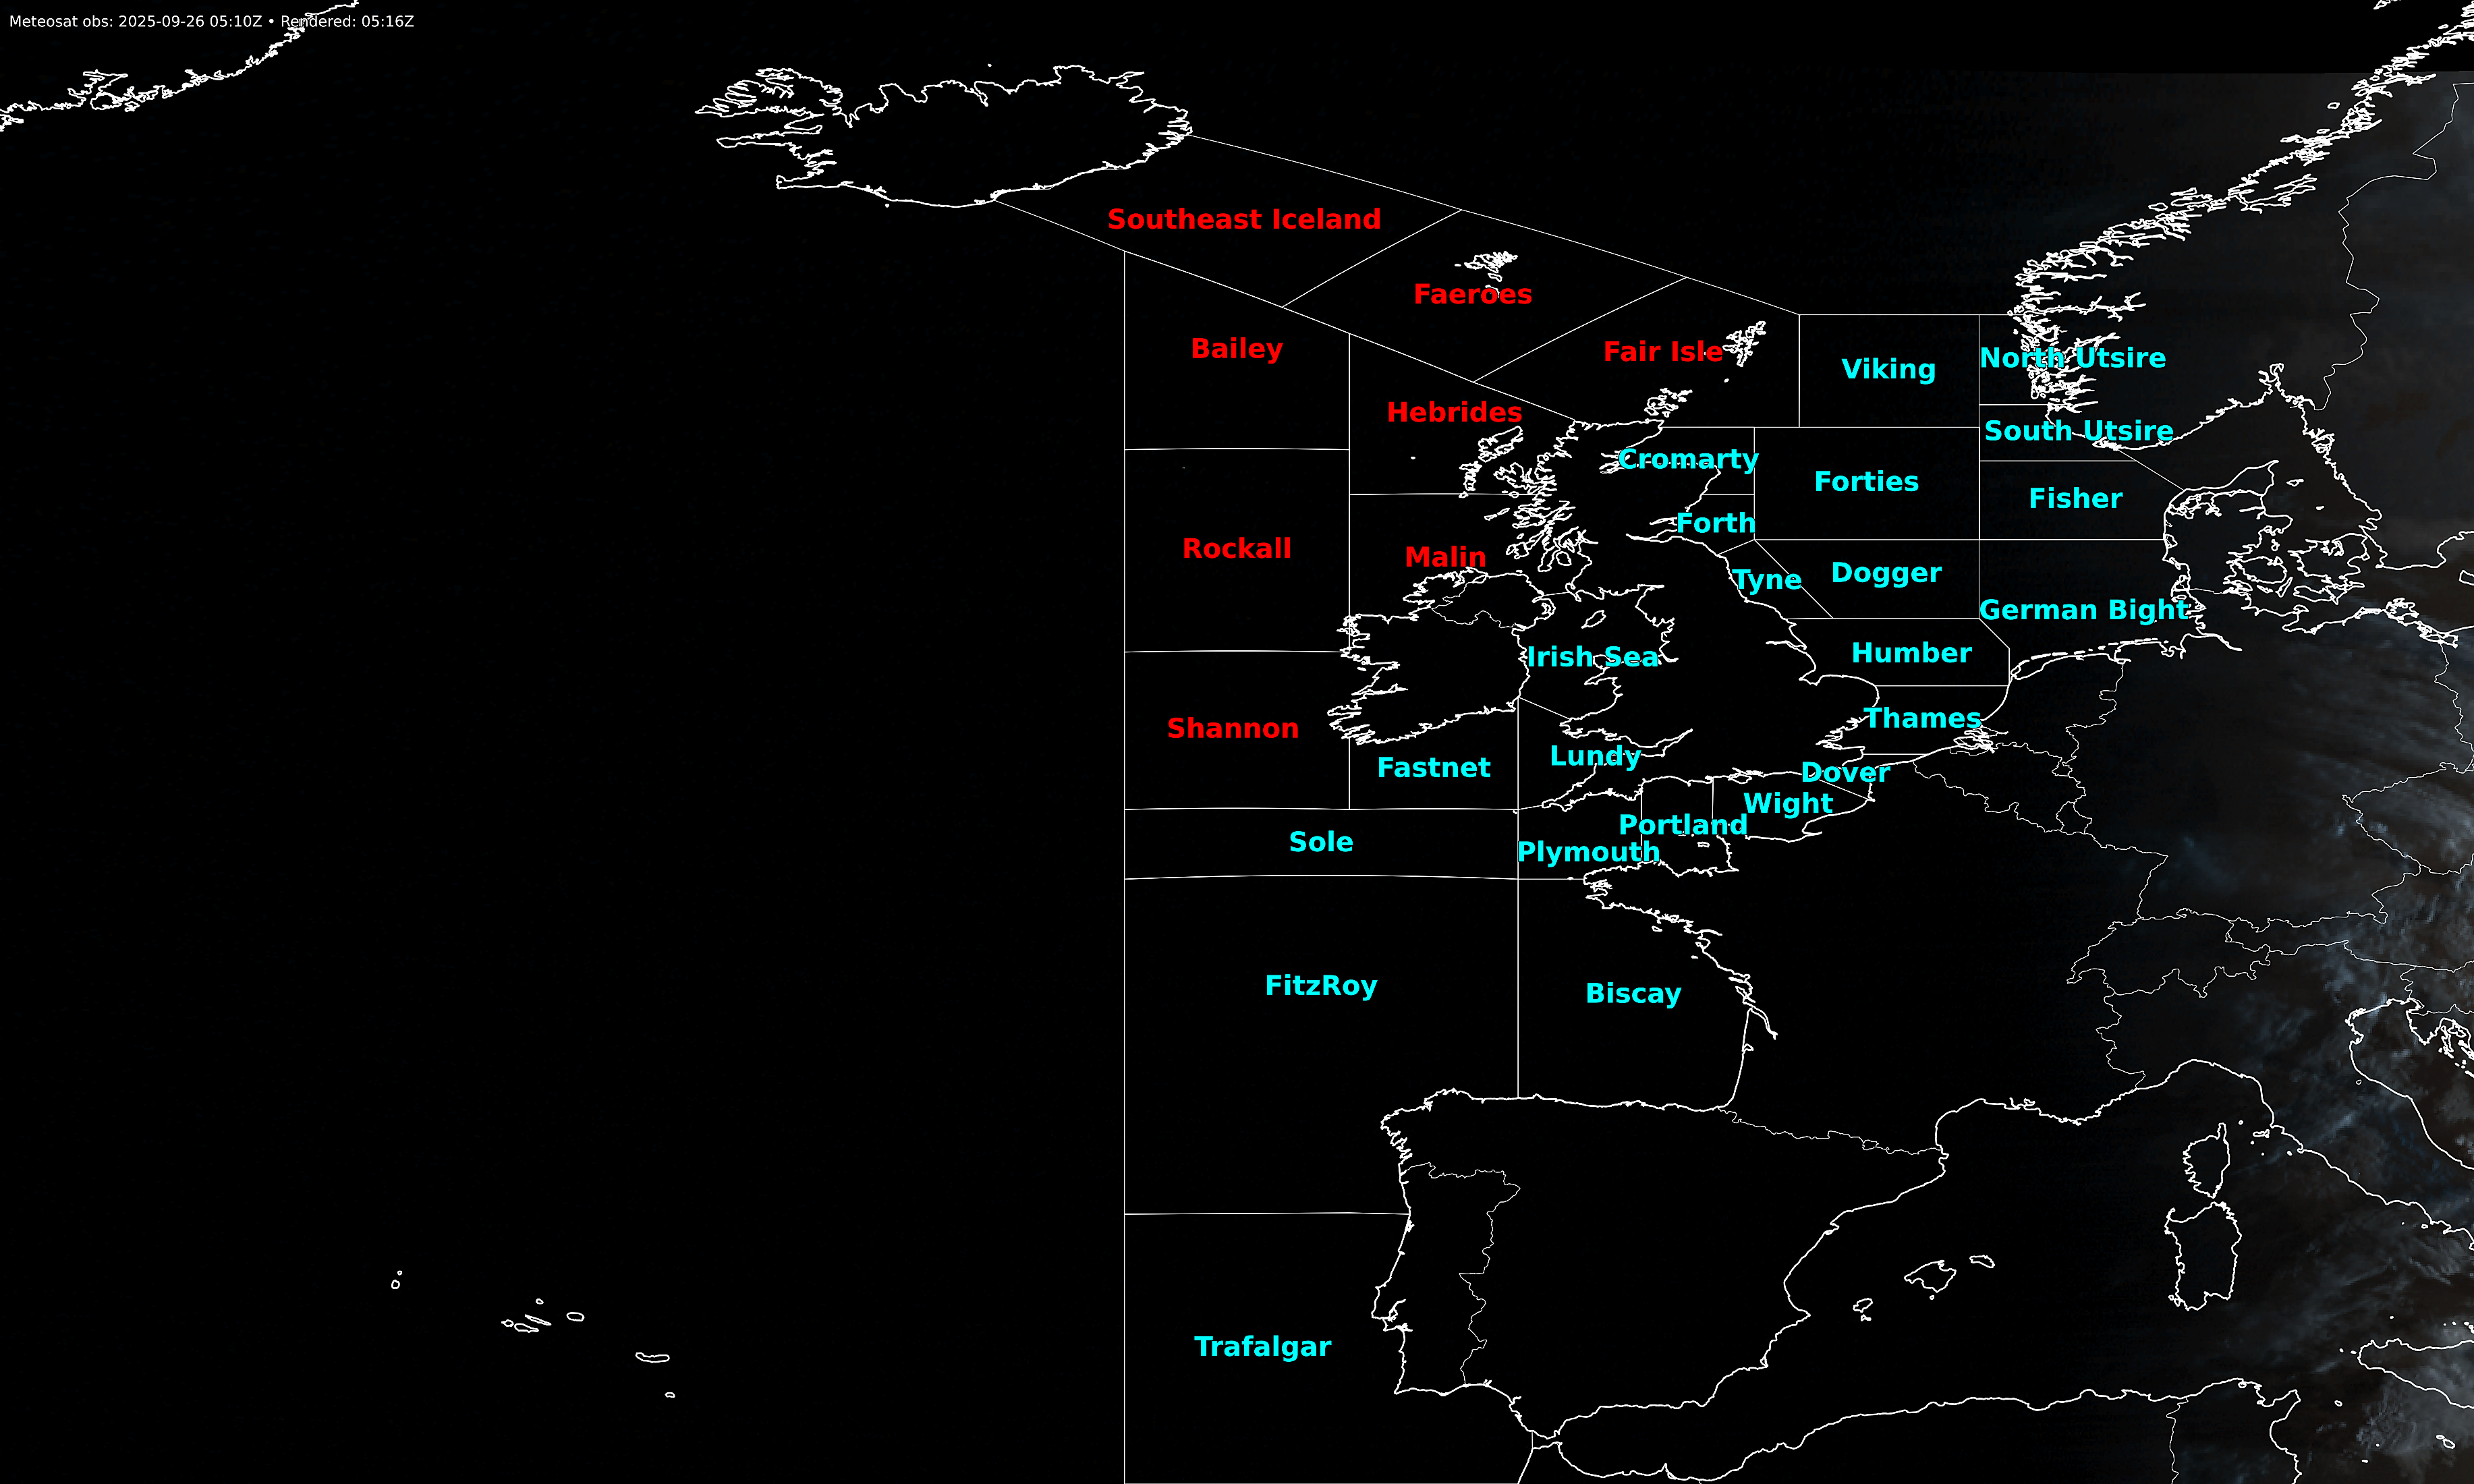 Meteosat obs: 2025-09-26 05:10Z • Rendered: 05:16Z
Southeast Iceland
Faeroes
Bailey
Fair Isle
Viking
North Utsire
Hebrides
South Utsire
Cromarty
Forties
Fisher
Forth
Rockall
Malin
Tyne
Dogger
German Bight
Irish Sea
Humber
Thames
Shannon
Fastnet
Lundy
Dover
Wight
Portland
Sole
Plymouth
FitzRoy
Biscay
Trafalgar